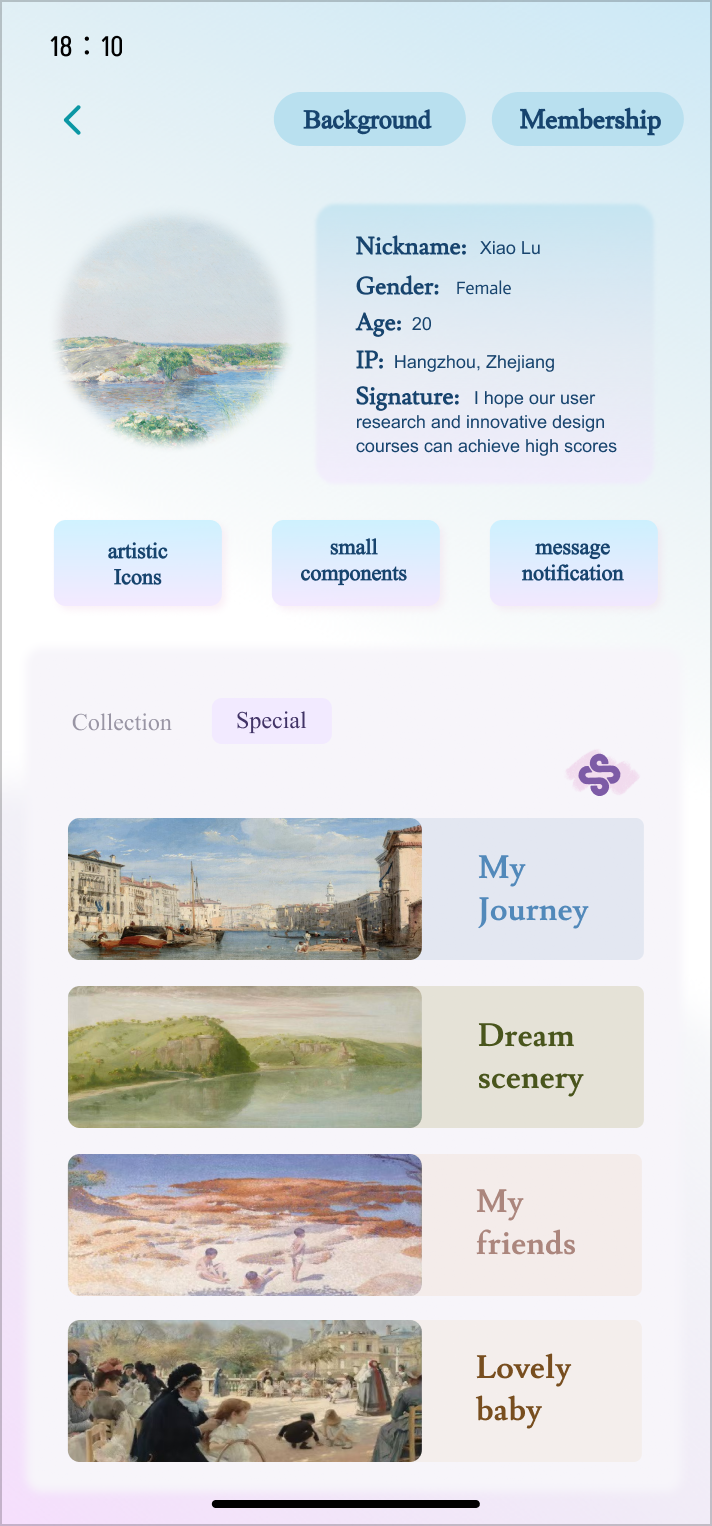 18 : 10
Background
Membership
Nickname: Xiao Lu
Gender: Female
Age: 20
IP: Hangzhou, Zhejiang
Signature: I hope our user
research and innovative design
courses can achieve high scores
artistic
Icons
small
components
message
notification
Collection
Special
My
Journey
Dream
scenery
My
friends
Lovely
baby